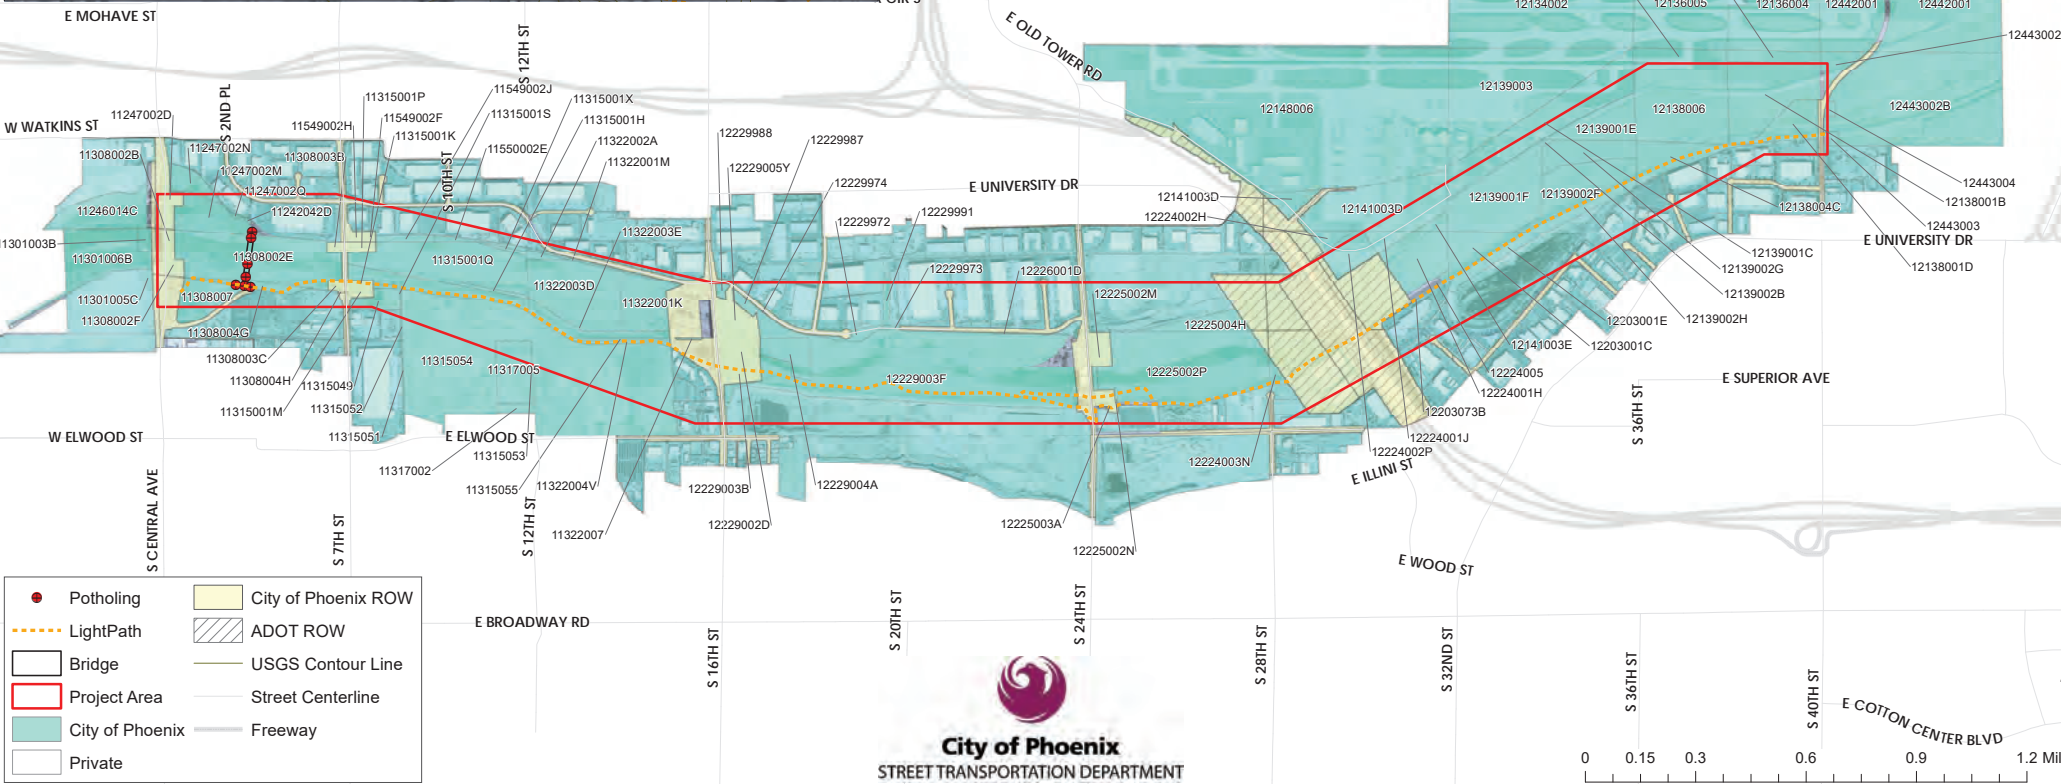 E MOHAVE ST
E OLD TOWER RD
12134002
12136005
12136004
12442001
12442001
12443002
S 12TH ST
12139003
12148006
12138006
12443002B
12139001E
W WATKINS ST
11247002D
S 2ND PL
11315001P
11549002J
11315001X
11549002H
11549002F
11315001S
11315001H
11315001K
11322002A
11550002E
11322001M
11308002B
11247002N
11308003B
11247002M
11247002Q
S 10TH ST
12229988
12229987
12229005Y
12229974
E UNIVERSITY DR
11246014C
11242042D
12229972
12229991
12141003D
12224002H
12141003D
12139001F
12139002F
12443004
12138001B
12138004C
12443003
E UNIVERSITY DR
11301003B
11301006B
11308002E
11315001Q
11322003E
11322003D
11322001K
12229973
12226001D
12225002M
12139001C
12139002G
12138001D
12139002B
11301005C
11308007
11308002F
11308004G
12225004H
12203001E
12139002H
11308003C
11308004H
11315049
11315054
11317005
12229003F
12225002P
12141003E
12203001C
12224005
12224001H
E SUPERIOR AVE
11315001M
11315052
11315051
12203073B
12224001J
S 36TH ST
W ELWOOD ST
E ELWOOD ST
11315053
11317002
11315055
11322004V
11322007
12229003B
12229002D
12229004A
12225003A
12225002N
12224003N
12224002P
E ILLINI ST
S CENTRAL AVE
S 7TH ST
S 12TH ST
E WOOD ST
E BROADWAY RD
S 16TH ST
S 20TH ST
S 24TH ST
S 28TH ST
S 32ND ST
S 36TH ST
S 40TH ST
E COTTON CENTER BLVD
Potholing
LightPath
Bridge
Project Area
City of Phoenix
Private
City of Phoenix ROW
ADOT ROW
USGS Contour Line
Street Centerline
Freeway
City of Phoenix
STREET TRANSPORTATION DEPARTMENT
0 0.15 0.3 0.6 0.9 1.2 Mil